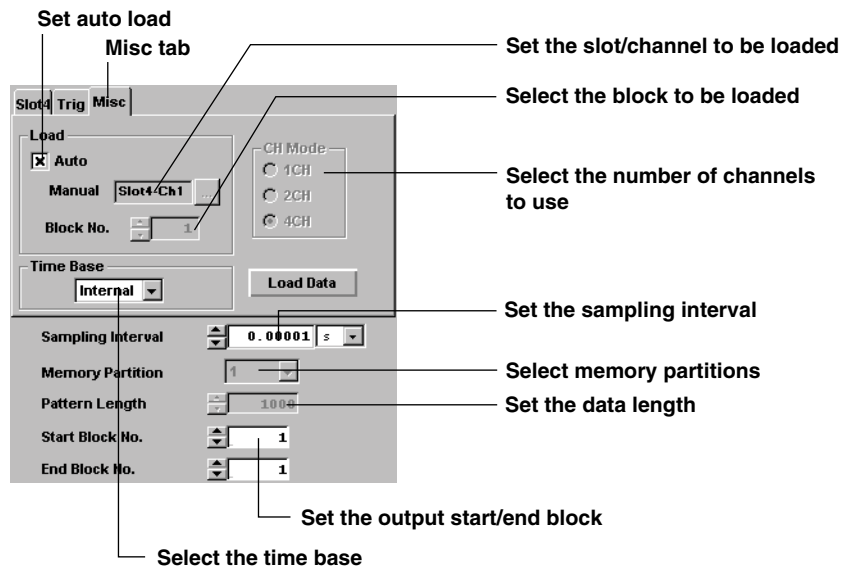 Set auto load
Misc tab
Set the slot/channel to be loaded
Slot4 Trig Misc
Select the block to be loaded
Load
Auto
CH Mode
1CH
Manual Slot4-Ch1 ...
Select the number of channels
to use
2CH
Block No. 1
4CH
Time Base
Internal
Load Data
Set the sampling interval
Sampling Interval 0.00001 s
Memory Partition 1
Select memory partitions
Pattern Length 1000
Set the data length
Start Block No. 1
End Block No. 1
Set the output start/end block
Select the time base